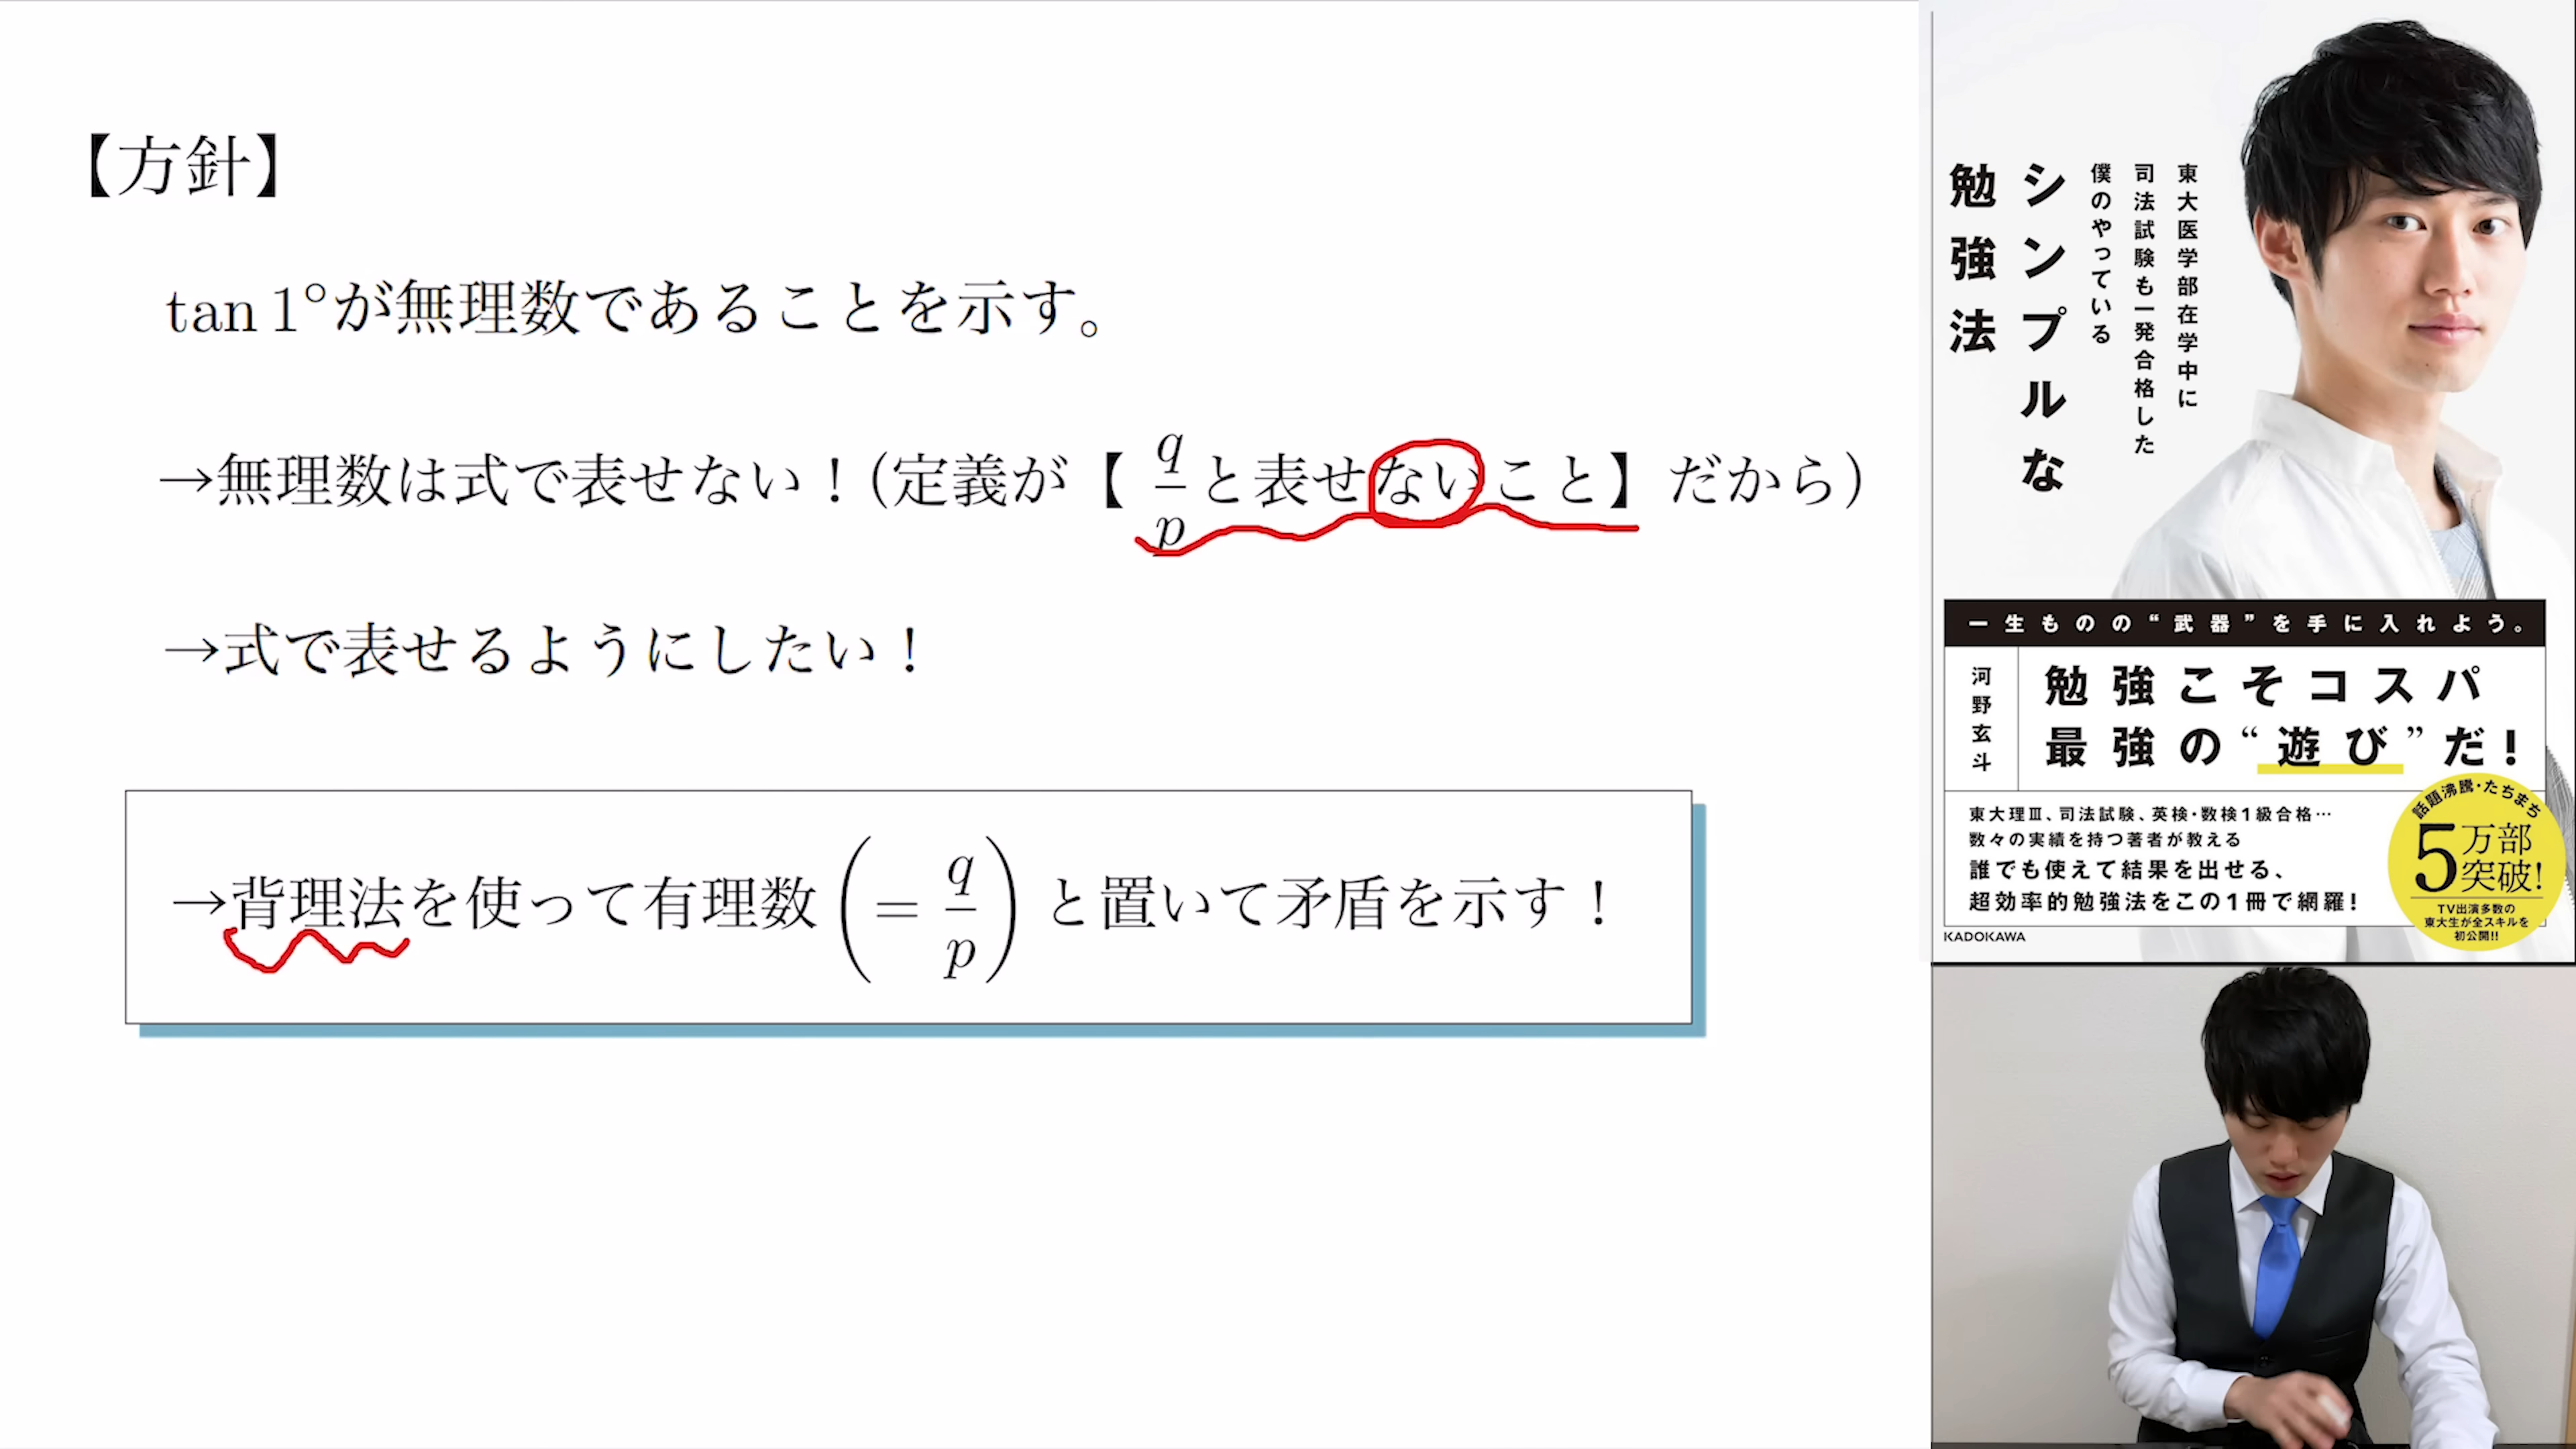 【方針】
tan 1°が無理数であることを示す。
→無理数は式で表せない！(定義が【q/pと表せないこと】だから)
→式で表せるようにしたい！
→背理法を使って有理数(= q/p)と置いて矛盾を示す！
東大医学部在学中に
司法試験も一発合格した
僕のやっている
シンプルな
勉強法
一生ものの“武器”を手に入れよう。
河野玄斗
勉強こそコスパ
最強の“遊び”だ！
東大理Ⅲ、司法試験、英検・数検1級合格…
数々の実績を持つ著者が教える
誰でも使えて結果を出せる、
超効率的勉強法をこの1冊で網羅！
話題沸騰・たちまち
5万部
突破！
TV出演多数の
東大生が全スキルを
初公開!!
KADOKAWA